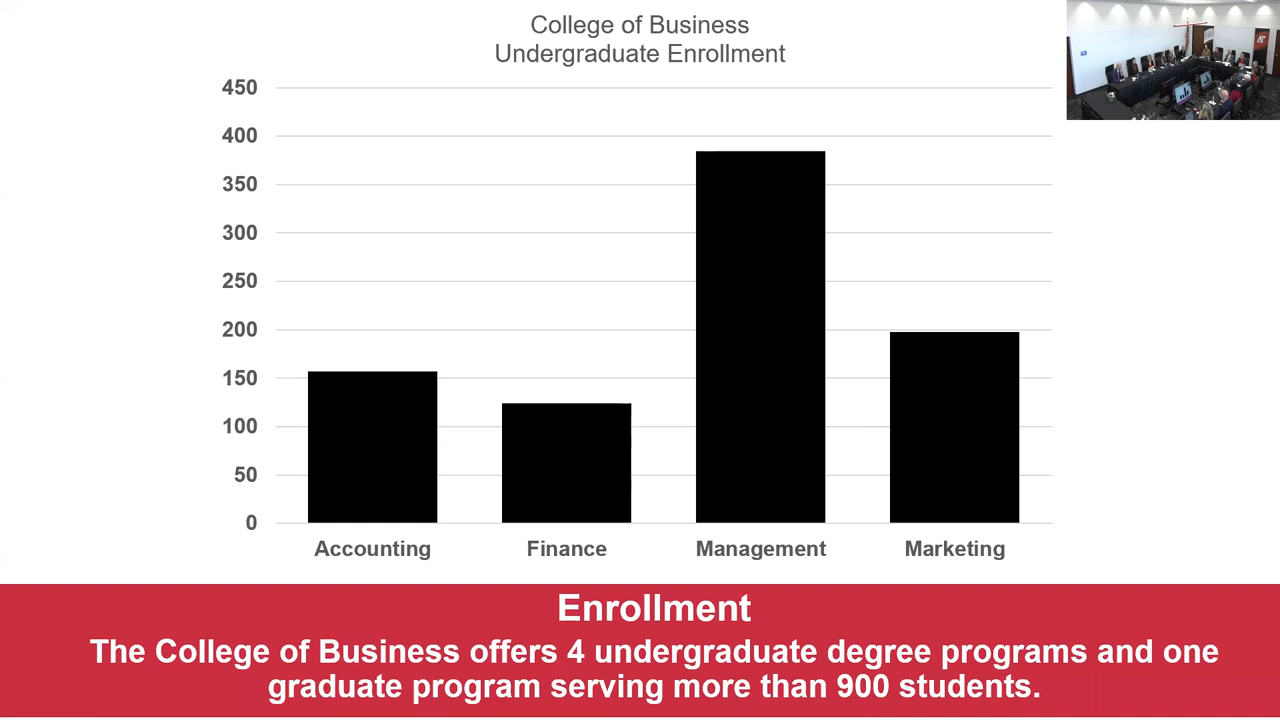 College of Business
Undergraduate Enrollment
450
400
350
300
250
200
150
100
50
0
Accounting
Finance
Management
Marketing
Enrollment
The College of Business offers 4 undergraduate degree programs and one
graduate program serving more than 900 students.